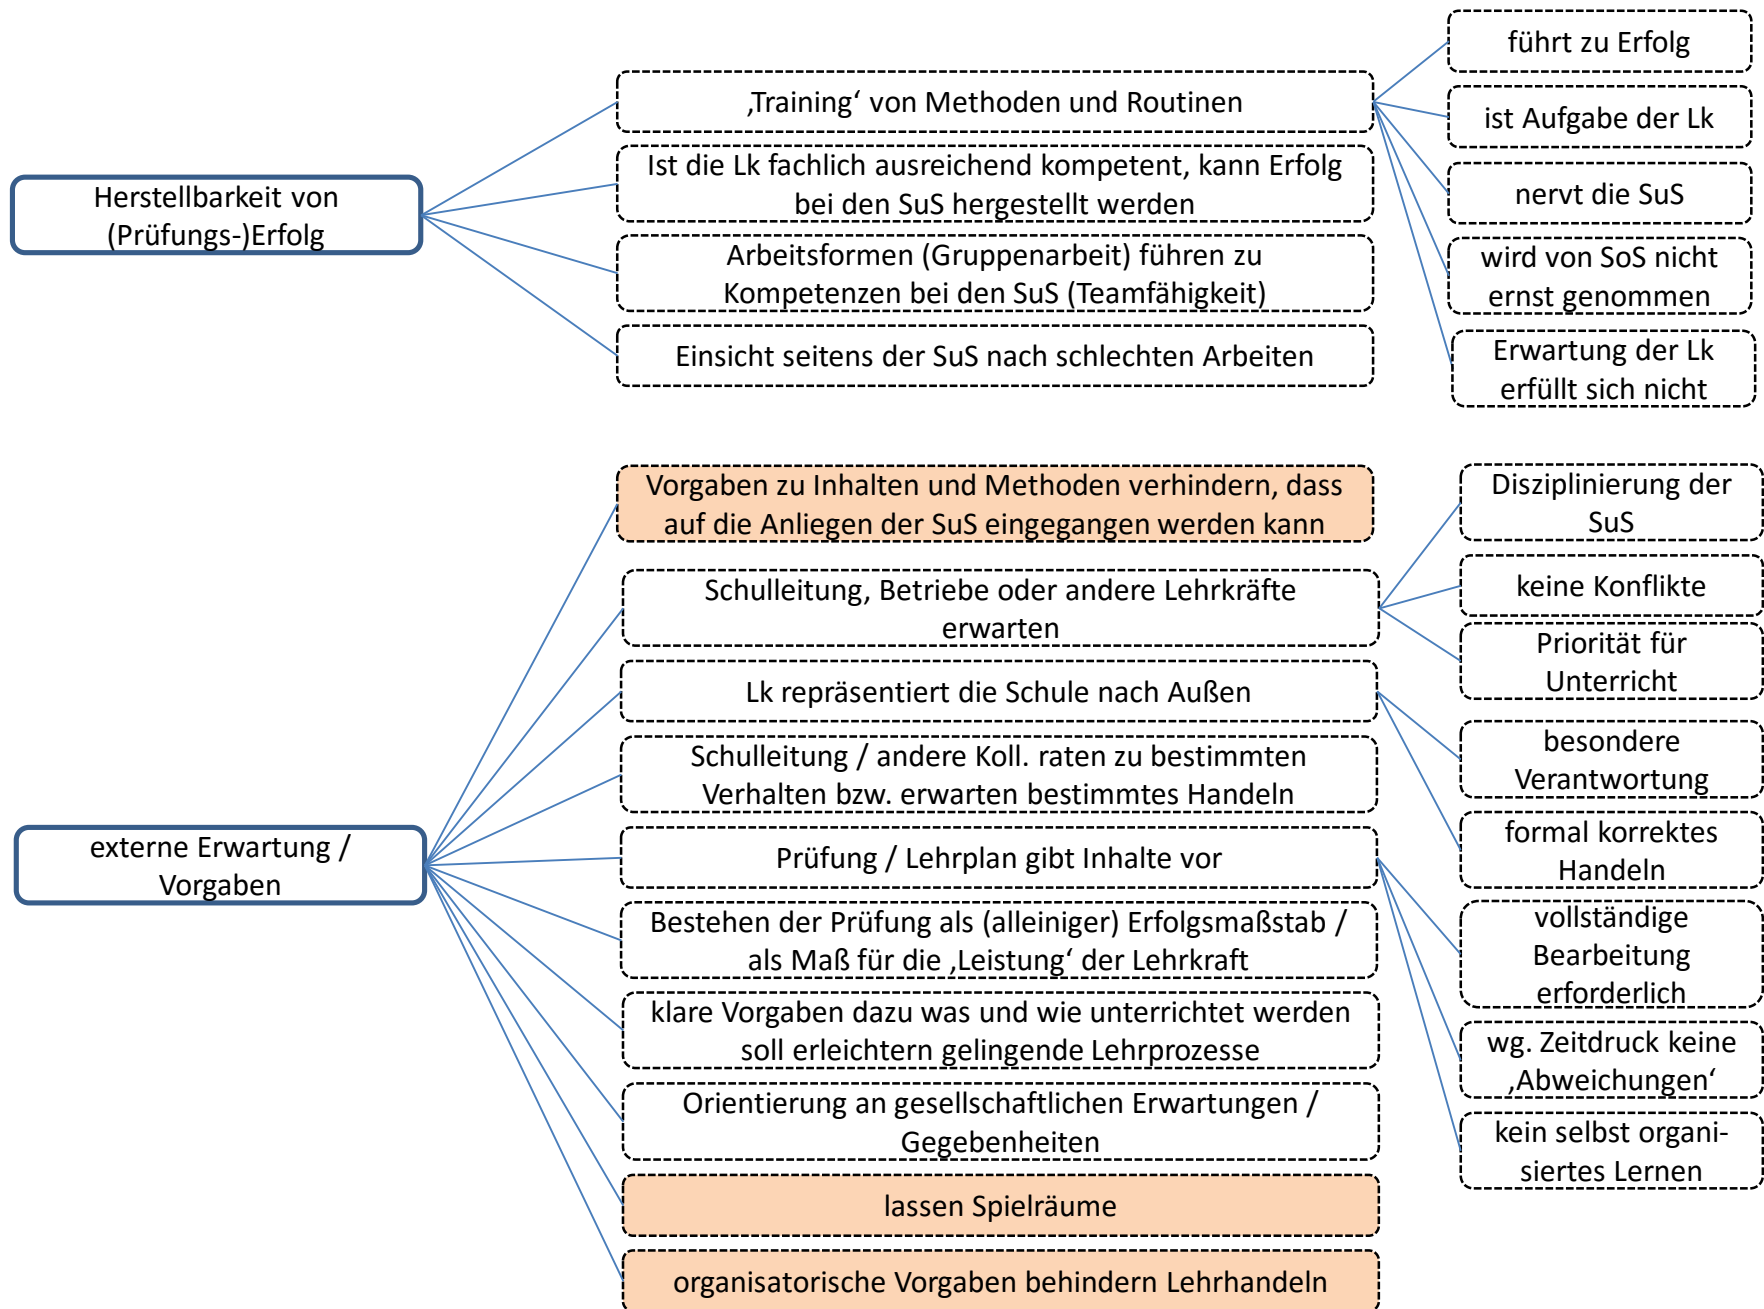 Herstellbarkeit von
(Prüfungs-)Erfolg
‚Training‘ von Methoden und Routinen
Ist die Lk fachlich ausreichend kompetent, kann Erfolg
bei den SuS hergestellt werden
Arbeitsformen (Gruppenarbeit) führen zu
Kompetenzen bei den SuS (Teamfähigkeit)
Einsicht seitens der SuS nach schlechten Arbeiten
führt zu Erfolg
ist Aufgabe der Lk
nervt die SuS
wird von SoS nicht
ernst genommen
Erwartung der Lk
erfüllt sich nicht
externe Erwartung /
Vorgaben
Vorgaben zu Inhalten und Methoden verhindern, dass
auf die Anliegen der SuS eingegangen werden kann
Schulleitung, Betriebe oder andere Lehrkräfte
erwarten
Lk repräsentiert die Schule nach Außen
Schulleitung / andere Koll. raten zu bestimmten
Verhalten bzw. erwarten bestimmtes Handeln
Prüfung / Lehrplan gibt Inhalte vor
Bestehen der Prüfung als (alleiniger) Erfolgsmaßstab /
als Maß für die ‚Leistung‘ der Lehrkraft
klare Vorgaben dazu was und wie unterrichtet werden
soll erleichtern gelingende Lehrprozesse
Orientierung an gesellschaftlichen Erwartungen /
Gegebenheiten
lassen Spielräume
organisatorische Vorgaben behindern Lehrhandeln
Disziplinierung der
SuS
keine Konflikte
Priorität für
Unterricht
besondere
Verantwortung
formal korrektes
Handeln
vollständige
Bearbeitung
erforderlich
wg. Zeitdruck keine
‚Abweichungen‘
kein selbst organi-
siertes Lernen